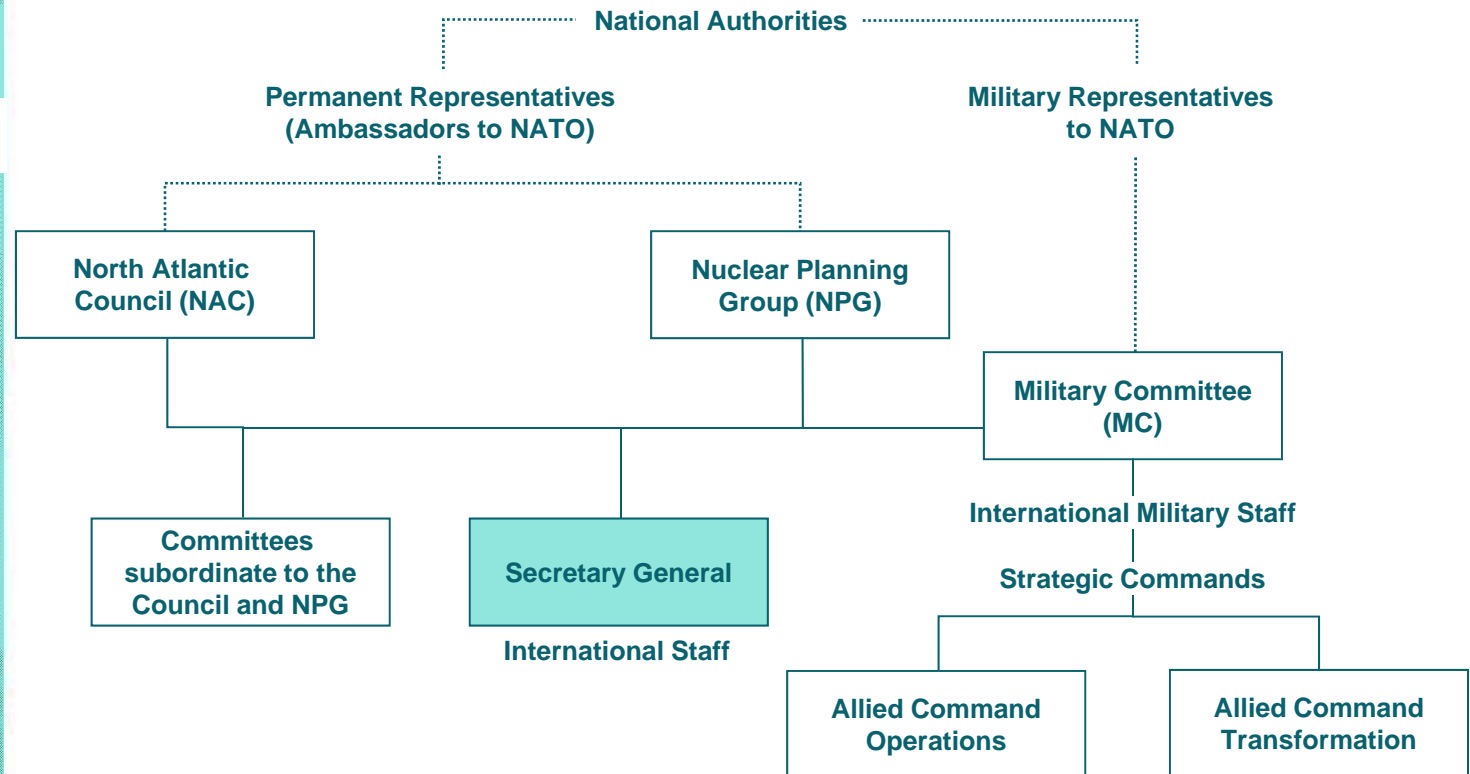 National Authorities
Permanent Representatives
(Ambassadors to NATO)
Military Representatives
to NATO
North Atlantic
Council (NAC)
Nuclear Planning
Group (NPG)
Military Committee
(MC)
International Military Staff
Committees
subordinate to the
Council and NPG
Secretary General
Strategic Commands
International Staff
Allied Command
Operations
Allied Command
Transformation